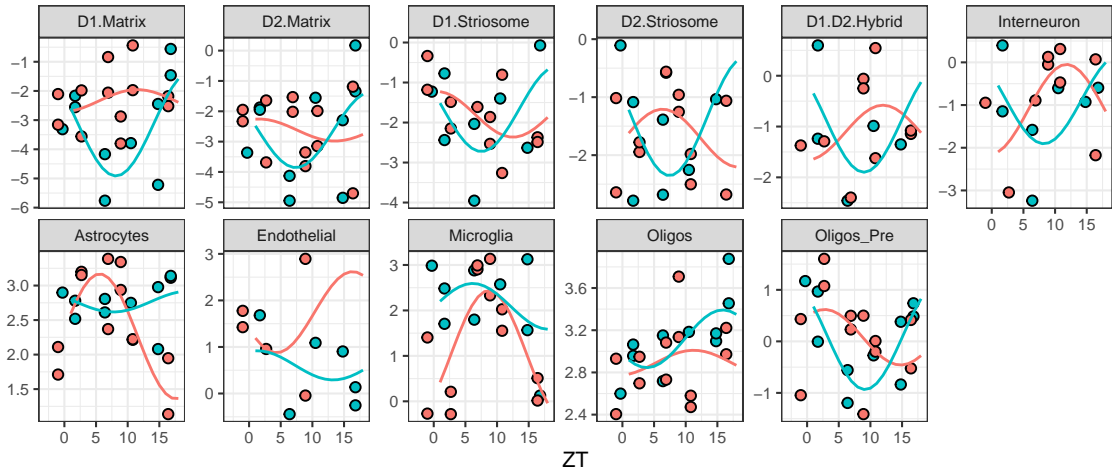 D1.Matrix D2.Matrix D1.Striosome D2.Striosome D1.D2.Hybrid Interneuron
−1 −2 −3 −4 −5 −6
0 −1 −2 −3 −4 −5
0 −1 −2 −3 −4
0 −1 −2
0 −1 −2
0 −1 −2 −3
0 5 10 15
Astrocytes Endothelial Microglia Oligos Oligos_Pre
3.0 2.5 2.0 1.5
3 2 1 0
3 2 1 0
3.6 3.2 2.8 2.4
1 0 −1
0 5 10 15 0 5 10 15 0 5 10 15 0 5 10 15 0 5 10 15
ZT